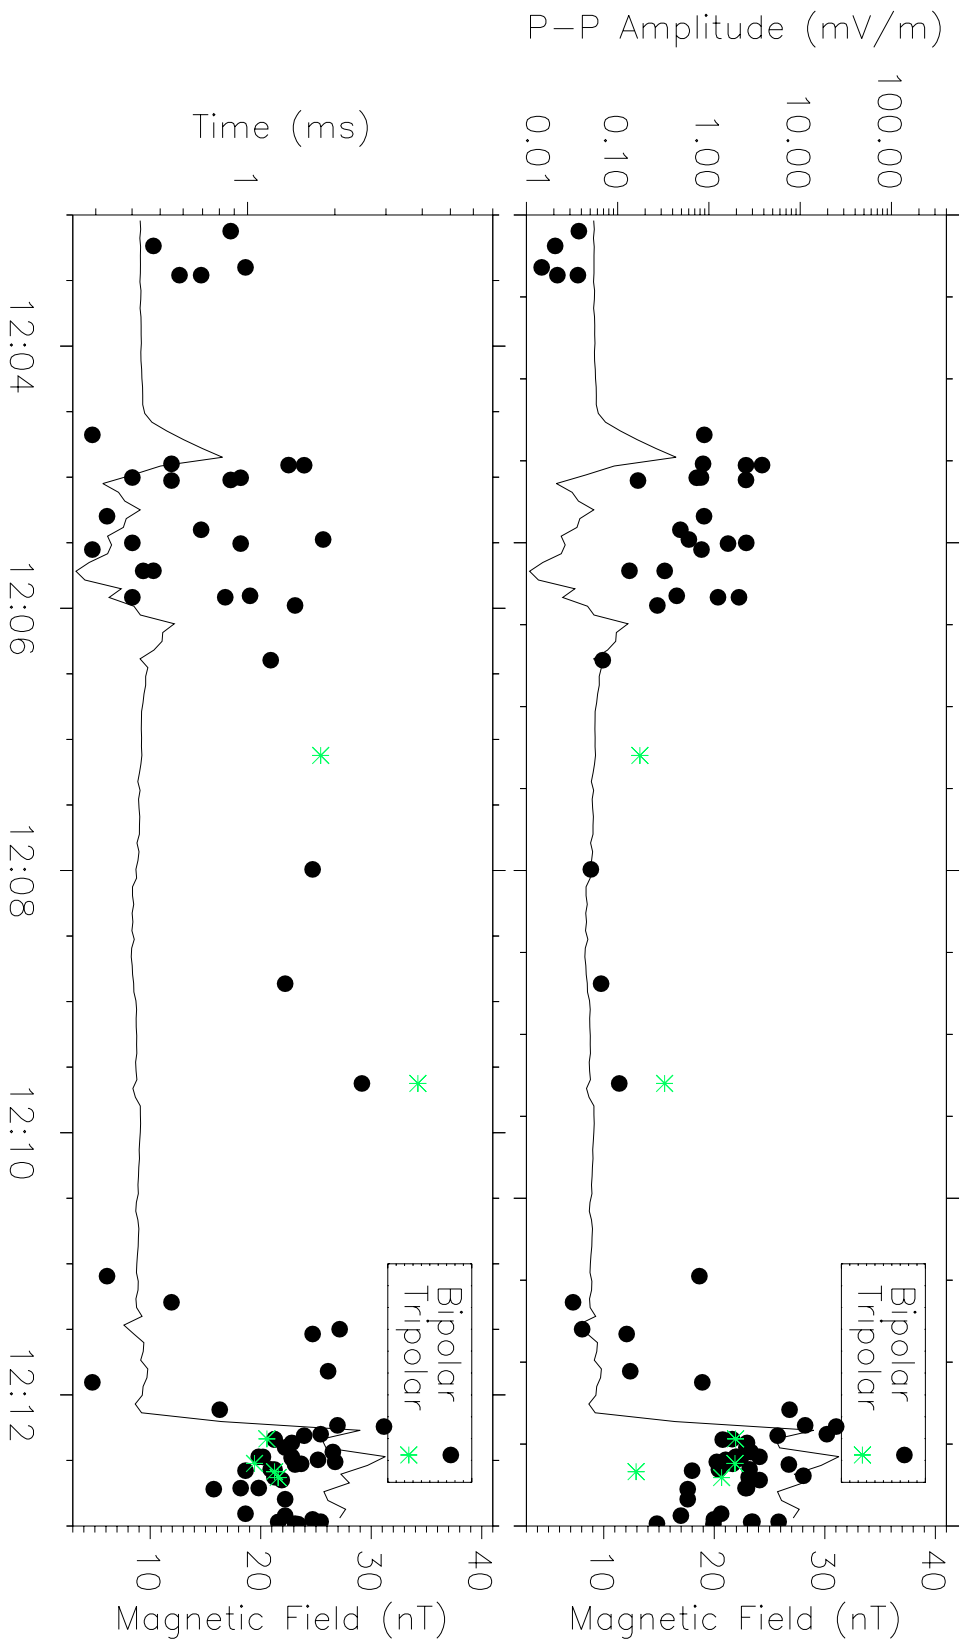 P-P Amplitude (mV/m)
100.00
10.00
1.00
0.10
0.01
40
30
20
10
Magnetic Field (nT)
Bipolar
Tripolar
Time (ms)
1
40
30
20
10
Magnetic Field (nT)
Bipolar
Tripolar
12:04
12:06
12:08
12:10
12:12